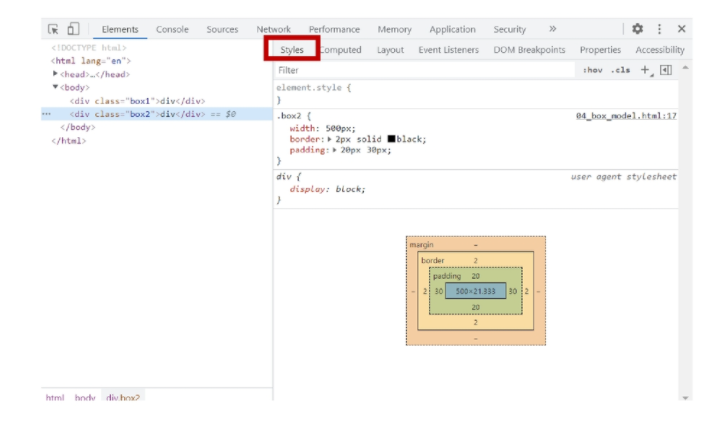 Elements Console Sources Network Performance Memory Application Security »
<!DOCTYPE html>
<html lang="en">
<head>…</head>
<body>
<div class="box1">div</div>
<div class="box2">div</div> == $0
</body>
</html>
html body div.box2
Styles Computed Layout Event Listeners DOM Breakpoints Properties Accessibility
Filter :hov .cls +
element.style {
}
.box2 { 04_box_model.html:17
width: 500px;
border: 2px solid black;
padding: 20px 30px;
}
div { user agent stylesheet
display: block;
}
margin -
border 2
padding 20
- 2 30 500×21.333 30 2 -
20
2
-